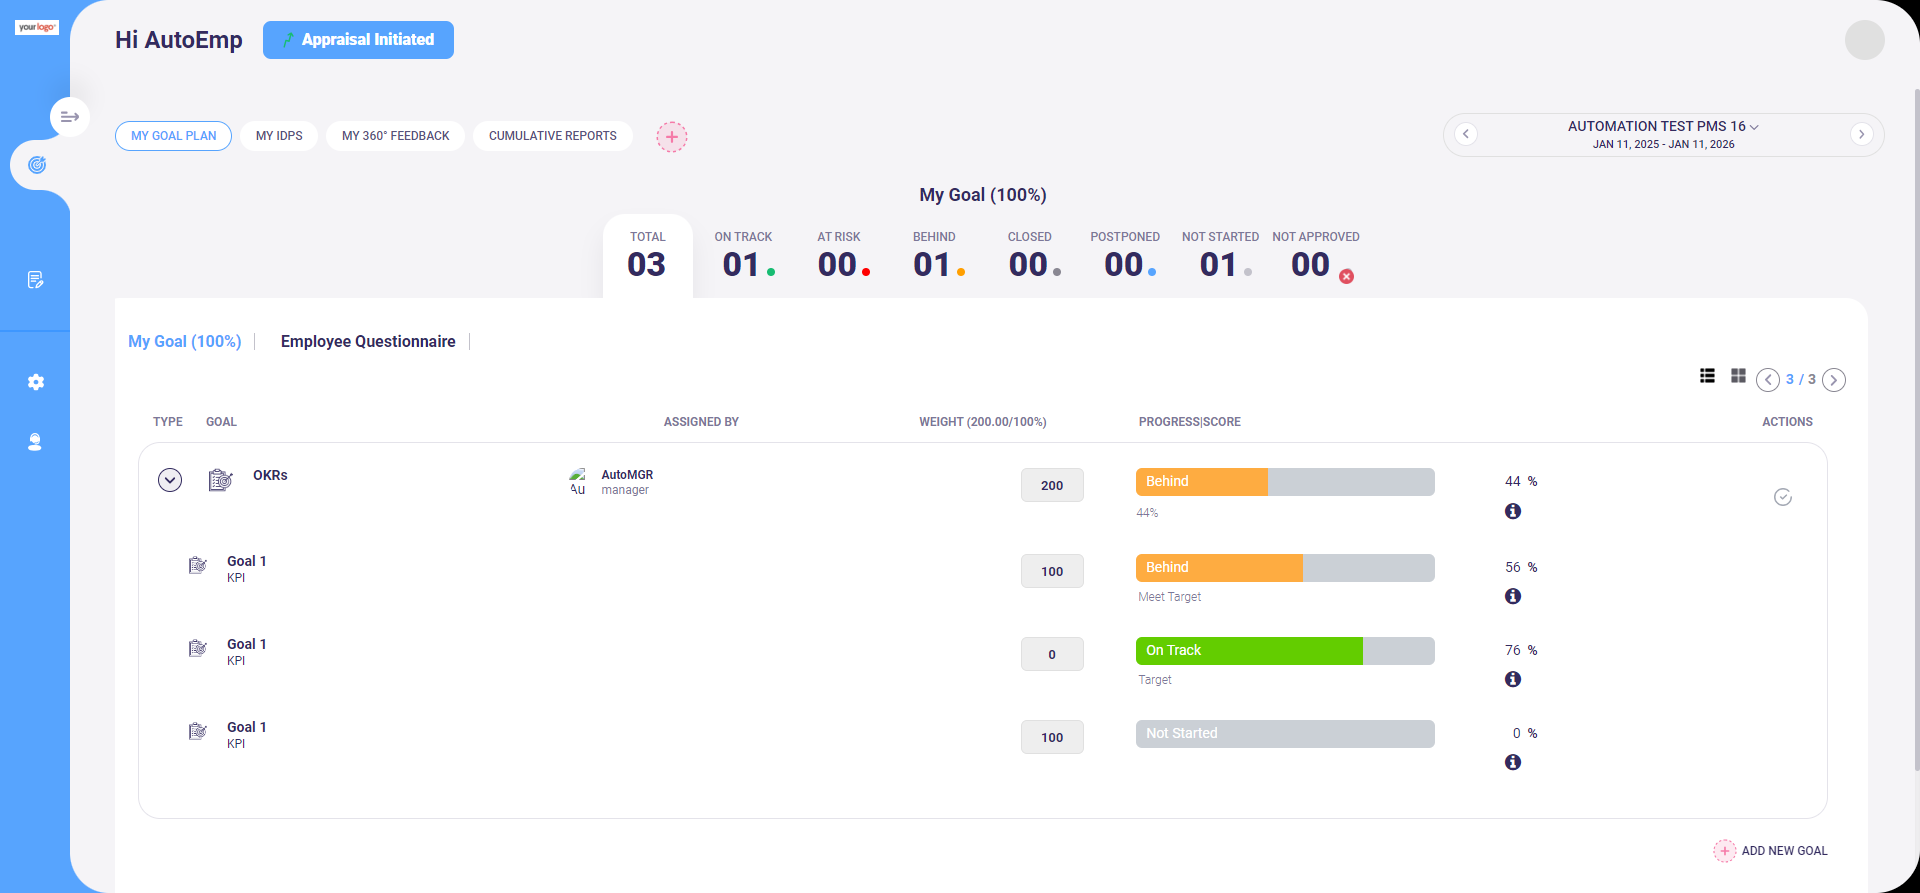 yourlogo
Hi AutoEmp
Appraisal Initiated
MY GOAL PLAN
MY IDPS
MY 360° FEEDBACK
CUMULATIVE REPORTS
AUTOMATION TEST PMS 16
JAN 11, 2025 - JAN 11, 2026
My Goal (100%)
TOTAL
03
ON TRACK
01
AT RISK
00
BEHIND
01
CLOSED
00
POSTPONED
00
NOT STARTED
01
NOT APPROVED
00
My Goal (100%)
Employee Questionnaire
3 / 3
TYPE GOAL ASSIGNED BY WEIGHT (200.00/100%) PROGRESS|SCORE ACTIONS
OKRs
Au
AutoMGR
manager
200
Behind
44 %
44%
Goal 1
KPI
100
Behind
56 %
Meet Target
Goal 1
KPI
0
On Track
76 %
Target
Goal 1
KPI
100
Not Started
0 %
ADD NEW GOAL